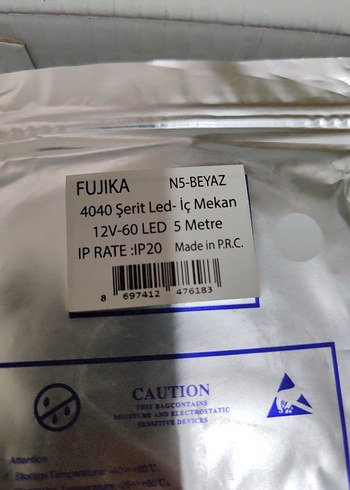 FUJIKA N5-BEYAZ
4040 Şerit Led- İç Mekan
12V-60 LED 5 Metre
IP RATE :IP20 Made in P.R.C.
8 697412 476183
CAUTION
THIS BAGCONTAINS
MOISTURE AND ELECTROSTATIC
SENSITIVE DEVICES
Attention